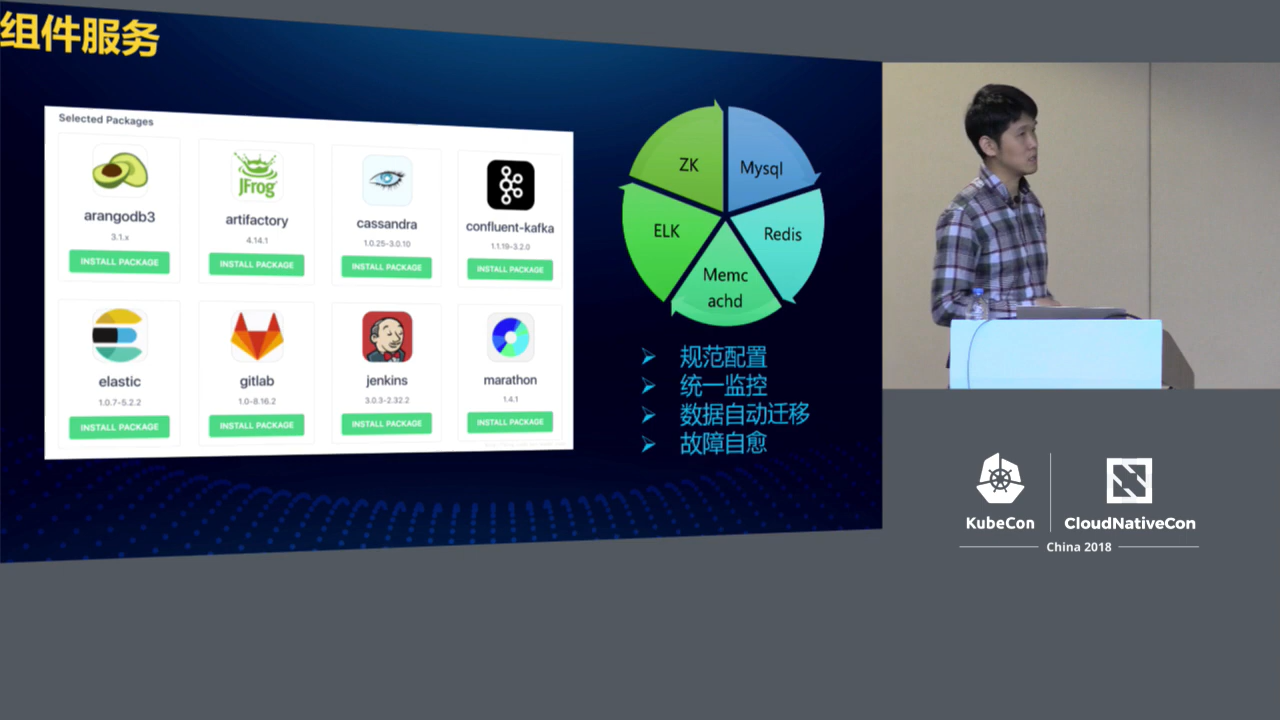 组件服务
Selected Packages
arangodb3
3.1.x
INSTALL PACKAGE
artifactory
4.14.1
INSTALL PACKAGE
cassandra
1.0.25-3.0.10
INSTALL PACKAGE
confluent-kafka
1.1.19-3.2.0
INSTALL PACKAGE
elastic
1.0.7-5.2.2
INSTALL PACKAGE
gitlab
1.0-8.16.2
INSTALL PACKAGE
jenkins
3.0.3-2.32.2
INSTALL PACKAGE
marathon
1.4.1
INSTALL PACKAGE
JFrog
ZK
Mysql
ELK
Redis
Memc
achd
规范配置
统一监控
数据自动迁移
故障自愈
KubeCon
CloudNativeCon
China 2018